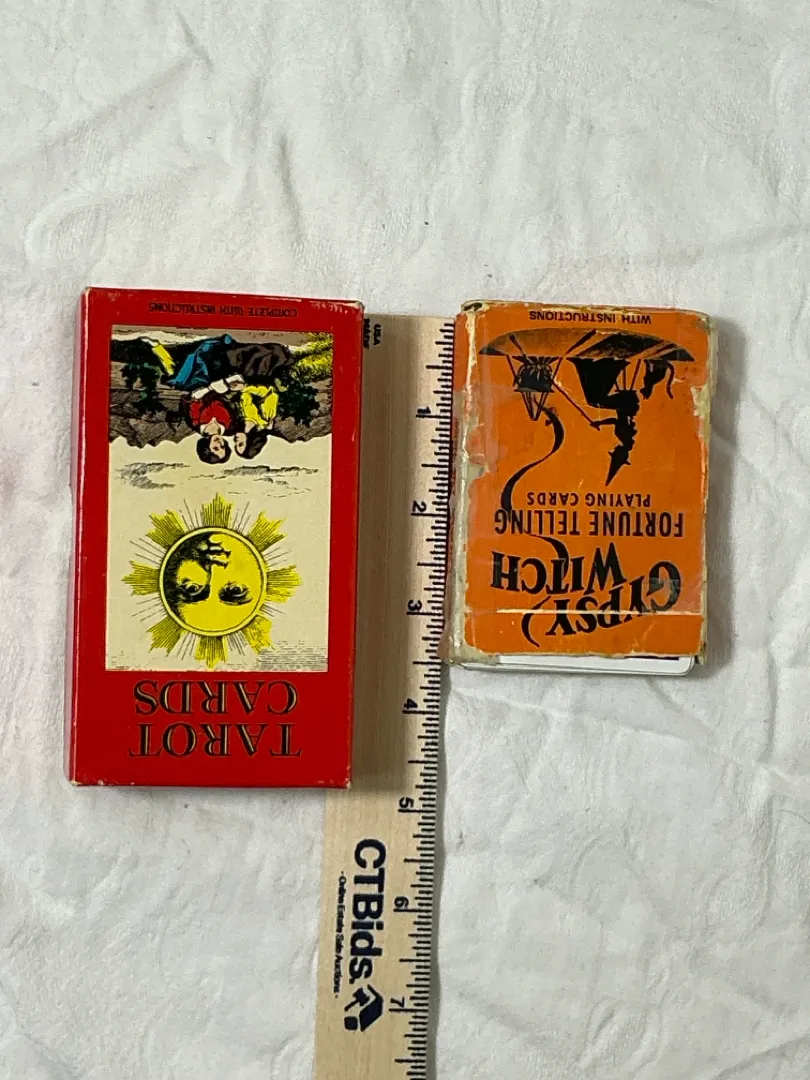 TAROT
CARDS
COMPLETE WITH INSTRUCTIONS
GYPSY
WITCH
FORTUNE TELLING
PLAYING CARDS
WITH INSTRUCTIONS
USA
1
2
3
4
5
6
7
CTBids.
- Online Estate Sale Auctions. -